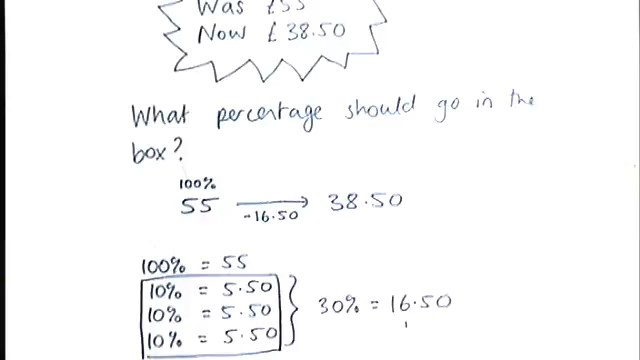 Was £55
Now £38.50
What percentage should go in the
box?
100%
55 → 38.50
-16.50
100% = 55
10% = 5.50
10% = 5.50
10% = 5.50
30% = 16.50